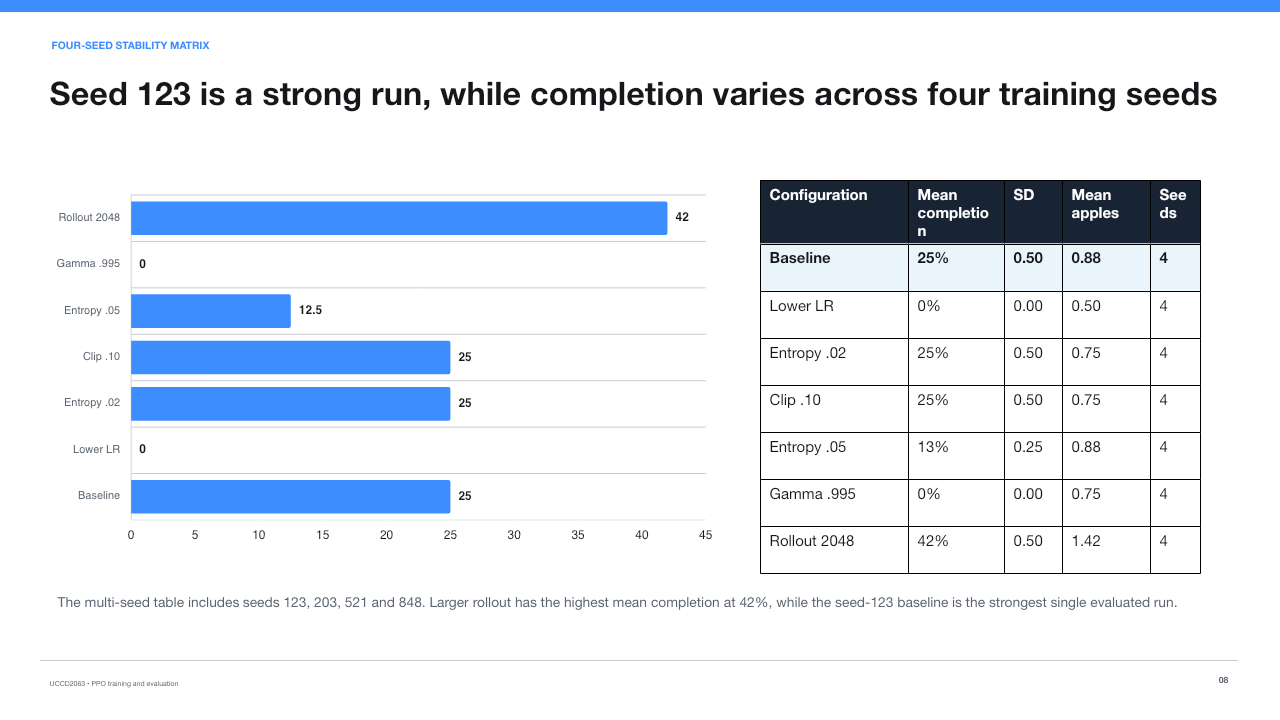 FOUR-SEED STABILITY MATRIX
Seed 123 is a strong run, while completion varies across four training seeds
Rollout 2048 42
Gamma .995 0
Entropy .05 12.5
Clip .10 25
Entropy .02 25
Lower LR 0
Baseline 25
0 5 10 15 20 25 30 35 40 45
Configuration Mean completio n SD Mean apples See ds
Baseline 25% 0.50 0.88 4
Lower LR 0% 0.00 0.50 4
Entropy .02 25% 0.50 0.75 4
Clip .10 25% 0.50 0.75 4
Entropy .05 13% 0.25 0.88 4
Gamma .995 0% 0.00 0.75 4
Rollout 2048 42% 0.50 1.42 4
The multi-seed table includes seeds 123, 203, 521 and 848. Larger rollout has the highest mean completion at 42%, while the seed-123 baseline is the strongest single evaluated run.
UCCD2063 • PPO training and evaluation
08